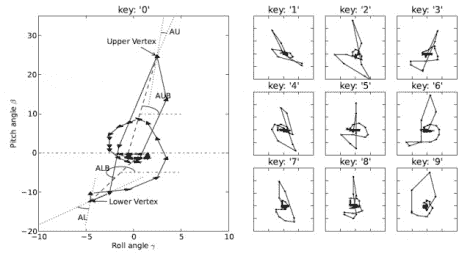 key: '0'
AU
Upper Vertex
AUB
ALB
Lower Vertex
AL
Pitch angle β
30
20
10
0
−10
−20
−10
−5
0
5
10
Roll angle γ
key: '1'
key: '2'
key: '3'
key: '4'
key: '5'
key: '6'
key: '7'
key: '8'
key: '9'